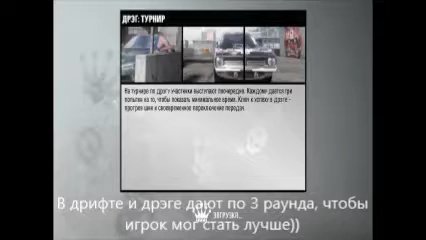 ДРЭГ: ТУРНИР
На турнире по дрэгу участники выступают поочередно. Каждому дается три
попытки на то, чтобы показать минимальное время. Ключ к успеху в дрэге -
прогрев шин и своевременное переключение передач.
ЗАГРУЗКА...
В дрифте и дрэге дают по 3 раунда, чтобы
игрок мог стать лучше))